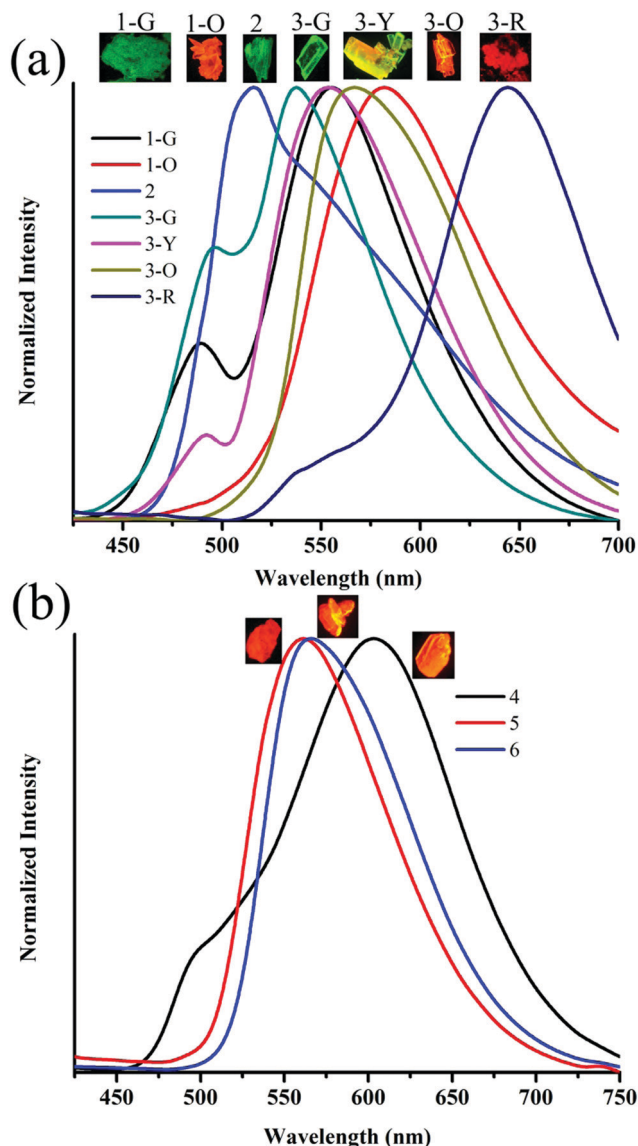 1-G 1-O 2 3-G 3-Y 3-O 3-R
(a)
1-G
1-O
2
3-G
3-Y
3-O
3-R
Normalized Intensity
450 500 550 600 650 700
Wavelength (nm)
(b)
4
5
6
Normalized Intensity
450 500 550 600 650 700 750
Wavelength (nm)